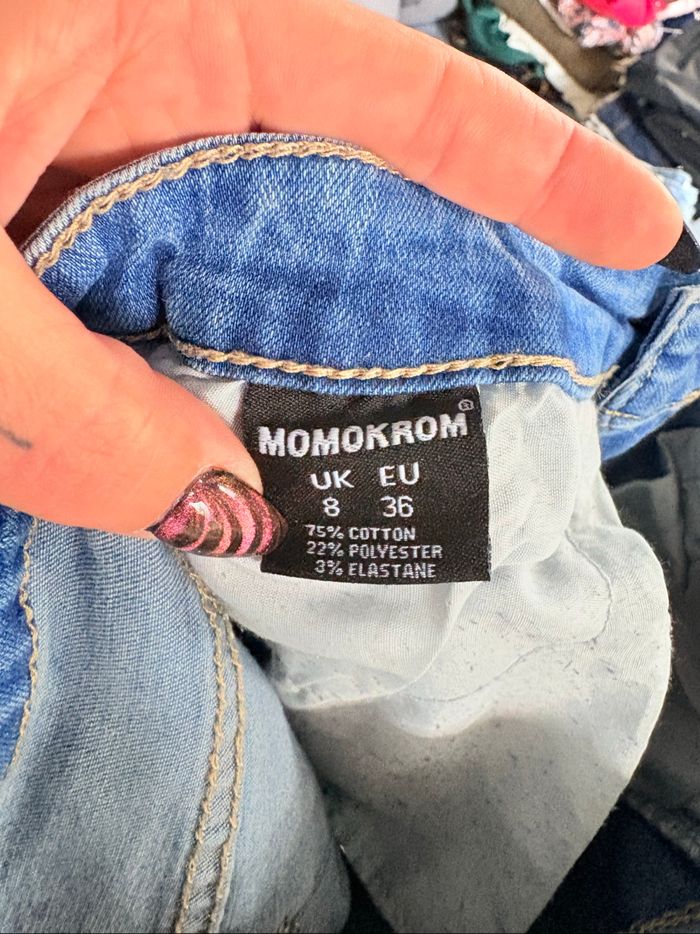 MOMOKROM®
UK EU
8 36
75% COTTON
22% POLYESTER
3% ELASTANE